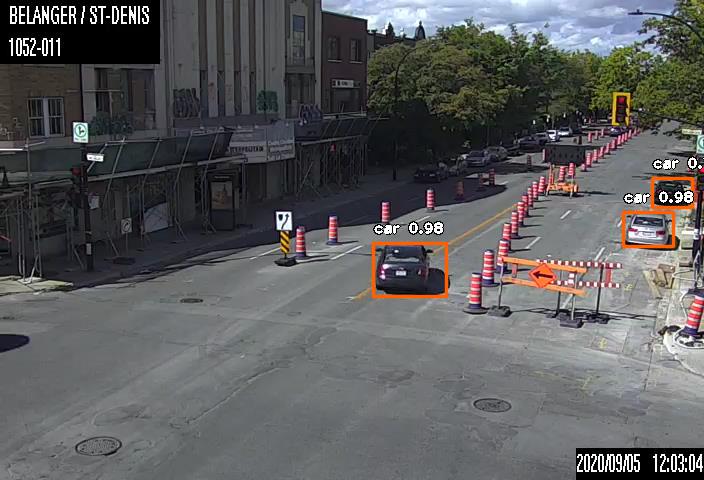 BELANGER / ST-DENIS
1052-011
car 0.
car 0.98
car 0.98
2020/09/05 12:03:04